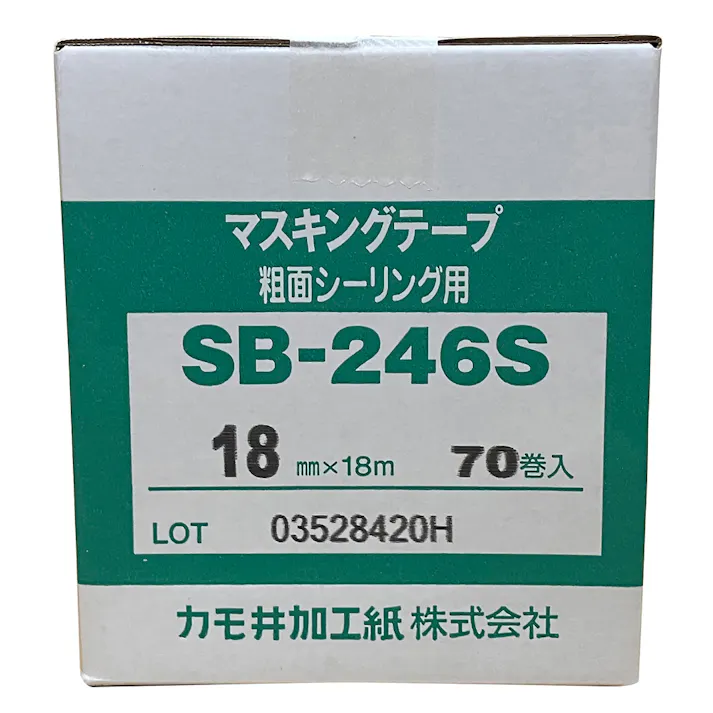 マスキングテープ
粗面シーリング用
SB-246S
18 mm×18m 70巻入
LOT 03528420H
カモ井加工紙株式会社